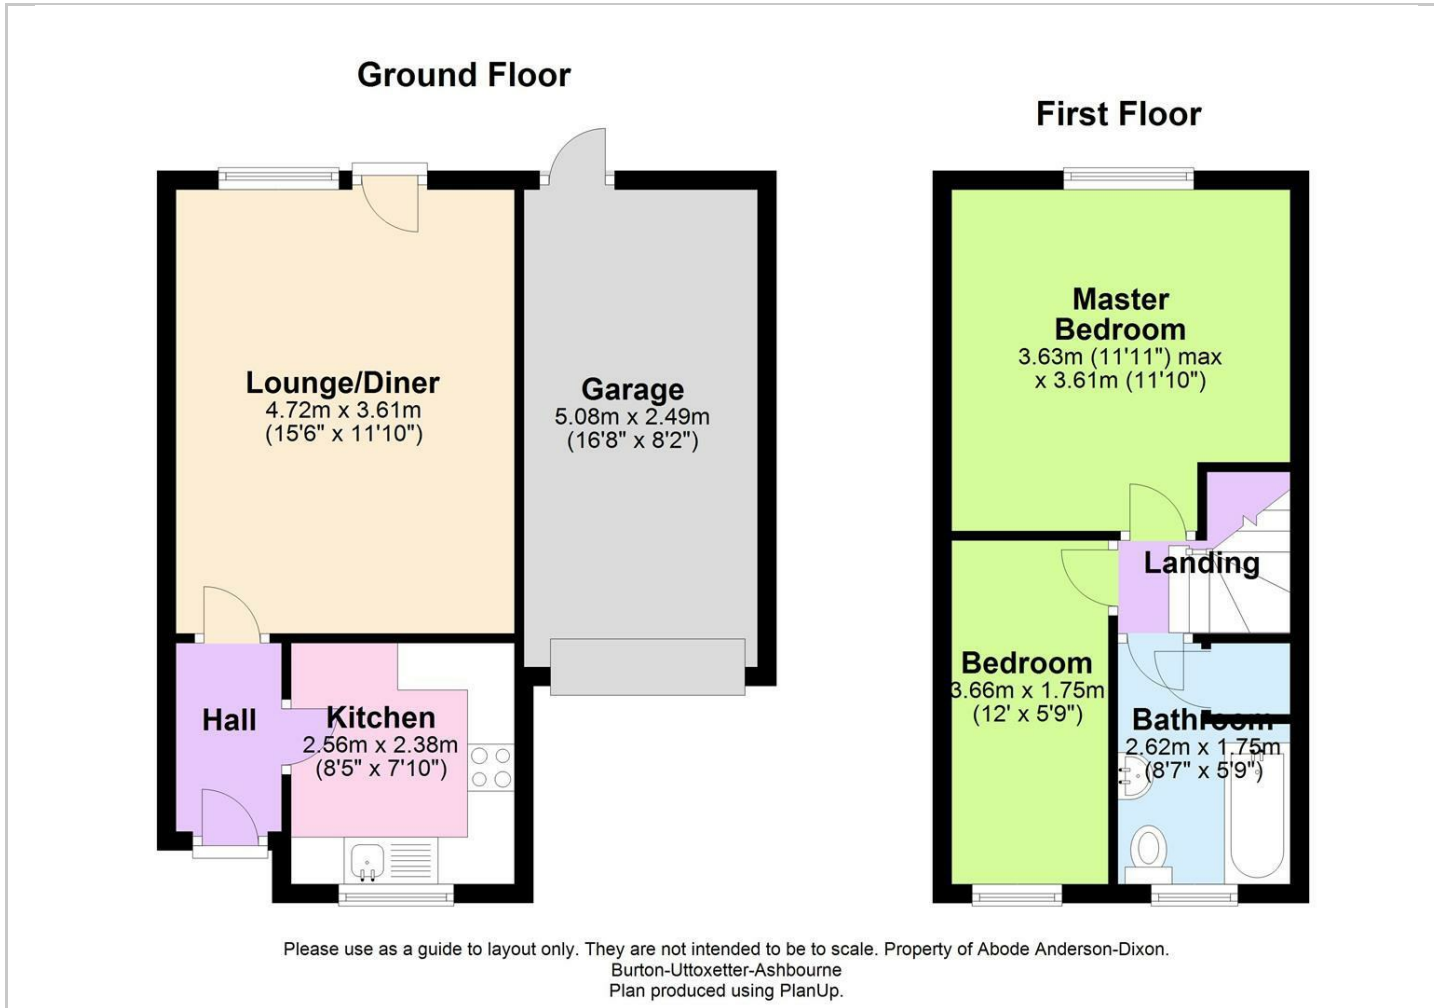 Ground Floor
First Floor
Lounge/Diner
4.72m x 3.61m
(15'6" x 11'10")
Garage
5.08m x 2.49m
(16'8" x 8'2")
Hall
Kitchen
2.56m x 2.38m
(8'5" x 7'10")
Master
Bedroom
3.63m (11'11") max
x 3.61m (11'10")
Landing
Bedroom
3.66m x 1.75m
(12' x 5'9")
Bathroom
2.62m x 1.75m
(8'7" x 5'9")
Please use as a guide to layout only. They are not intended to be to scale. Property of Abode Anderson-Dixon.
Burton-Uttoxetter-Ashbourne
Plan produced using PlanUp.